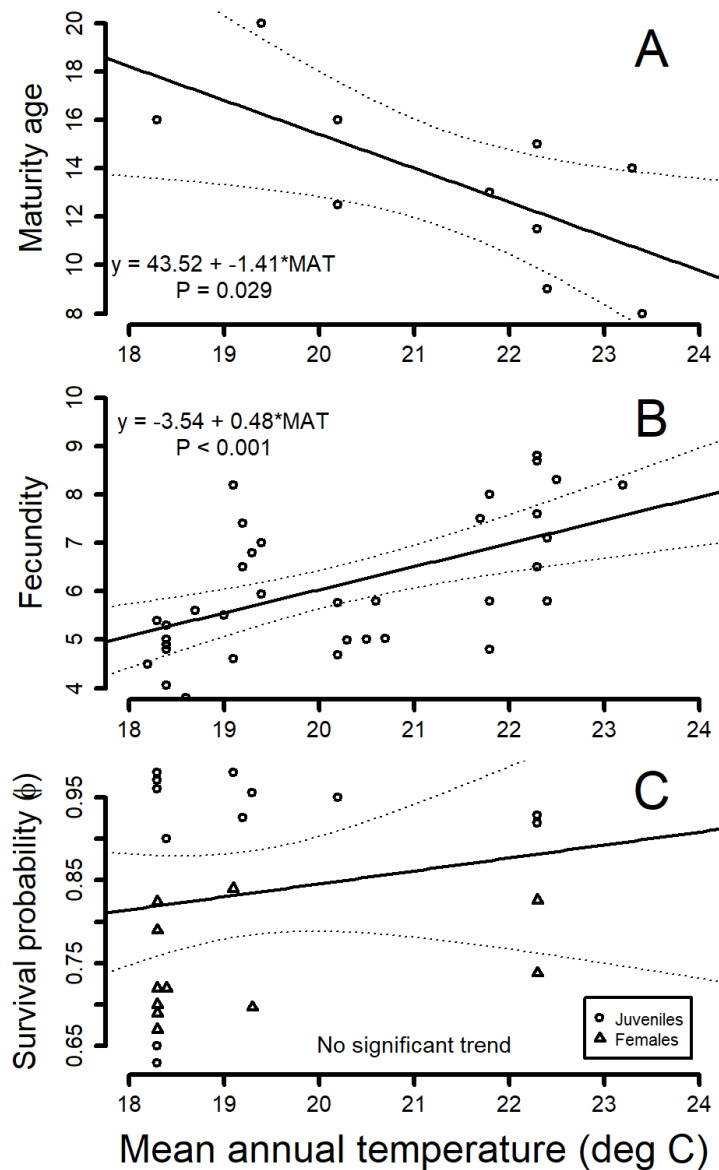 A
Maturity age
20
18
16
14
12
10
8
y = 43.52 + -1.41*MAT
P = 0.029
18 19 20 21 22 23 24
B
Fecundity
10
9
8
7
6
5
4
y = -3.54 + 0.48*MAT
P < 0.001
18 19 20 21 22 23 24
C
Survival probability (ϕ)
0.95
0.85
0.75
0.65
Juveniles
Females
No significant trend
18 19 20 21 22 23 24
Mean annual temperature (deg C)